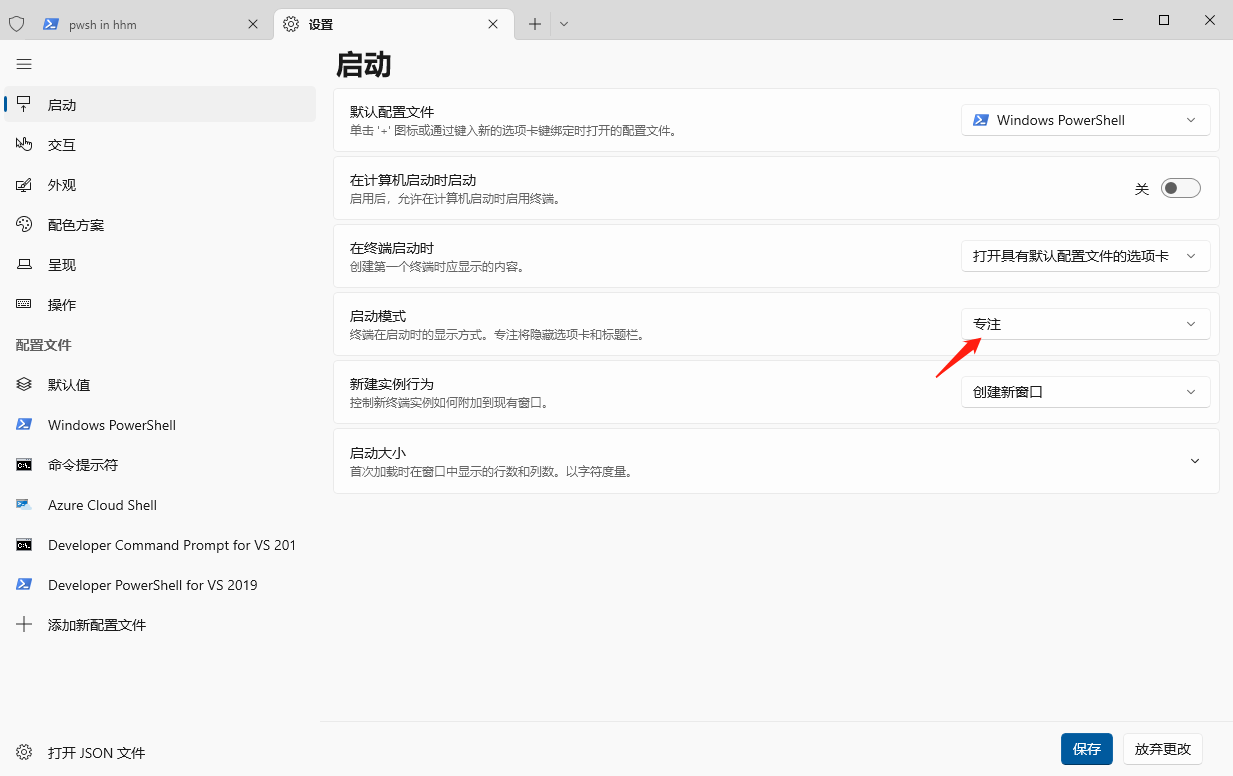 pwsh in hhm
设置
启动
交互
外观
配色方案
呈现
操作
配置文件
默认值
Windows PowerShell
命令提示符
Azure Cloud Shell
Developer Command Prompt for VS 201
Developer PowerShell for VS 2019
添加新配置文件
打开 JSON 文件
启动
默认配置文件
单击 '+' 图标或通过键入新的选项卡键绑定时打开的配置文件。
Windows PowerShell
在计算机启动时启动
启用后，允许在计算机启动时启用终端。
关
在终端启动时
创建第一个终端时应显示的内容。
打开具有默认配置文件的选项卡
启动模式
终端在启动时的显示方式。专注将隐藏选项卡和标题栏。
专注
新建实例行为
控制新终端实例如何附加到现有窗口。
创建新窗口
启动大小
首次加载时在窗口中显示的行数和列数。以字符度量。
保存
放弃更改